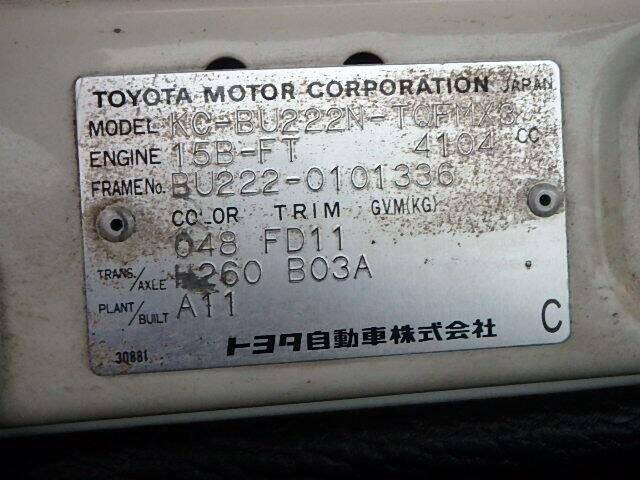 TOYOTA MOTOR CORPORATION JAPAN
MODEL KC-BU222N-TQFMX3
ENGINE 15B-FT 4104 CC
FRAME No. BU222-0101336
COLOR TRIM GVM(KG)
048 FD11
TRANS./AXLE H260 B03A
PLANT/BUILT A11
30881 トヨタ自動車株式会社 C